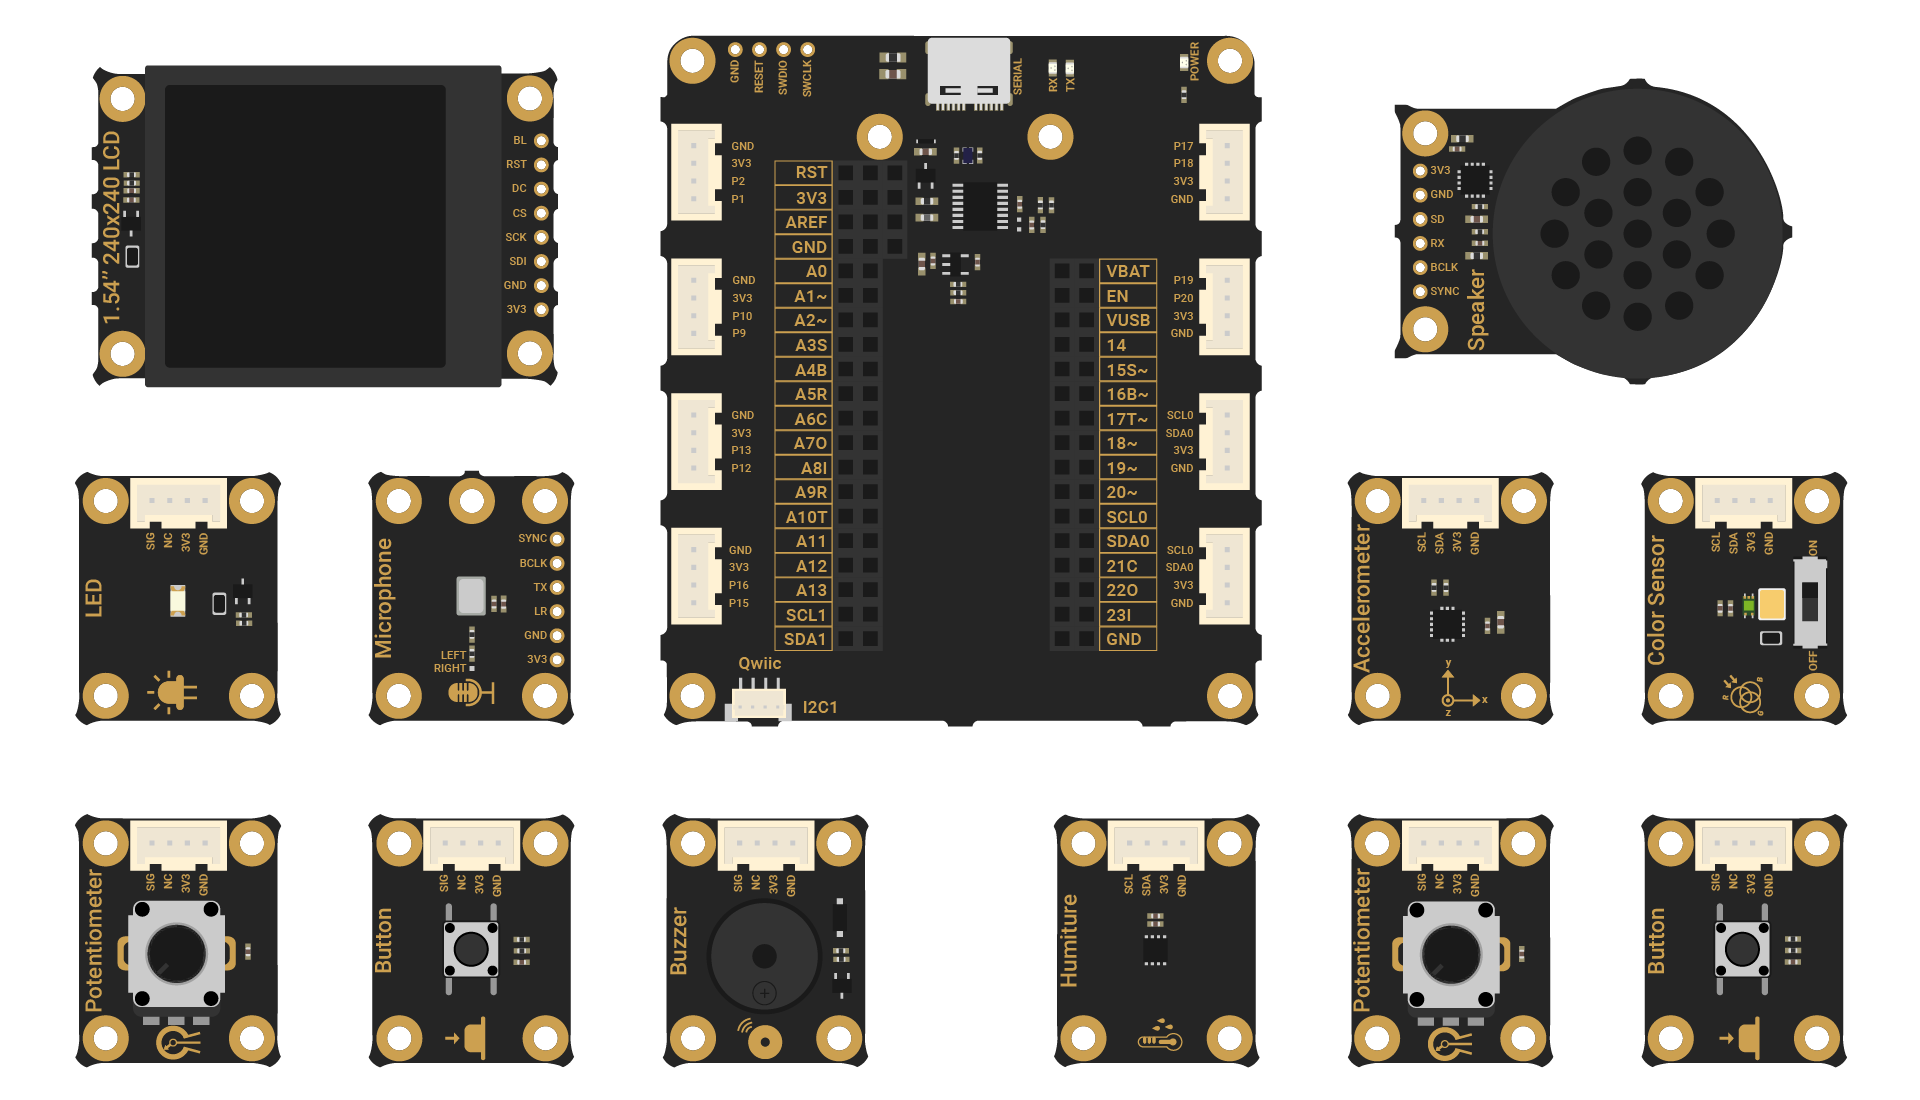 1.54" 240x240 LCD
BL
RST
DC
CS
SCK
SDI
GND
3V3
GND
RESET
SWDIO
SWCLK
SERIAL
RX
TX
POWER
GND
3V3
P2
P1
GND
3V3
P10
P9
GND
3V3
P13
P12
GND
3V3
P16
P15
RST
3V3
AREF
GND
A0
A1~
A2~
A3S
A4B
A5R
A6C
A7O
A8I
A9R
A10T
A11
A12
A13
SCL1
SDA1
VBAT
EN
VUSB
14
15S~
16B~
17T~
18~
19~
20~
SCL0
SDA0
21C
22O
23I
GND
P17
P18
3V3
GND
P19
P20
3V3
GND
SCL0
SDA0
3V3
GND
SCL0
SDA0
3V3
GND
Qwiic
I2C1
3V3
GND
SD
RX
BCLK
SYNC
Speaker
SIG
NC
3V3
GND
LED
Microphone
SYNC
BCLK
TX
LR
GND
3V3
LEFT
RIGHT
SCL
SDA
3V3
GND
Accelerometer
y
x
z
SCL
SDA
3V3
GND
Color Sensor
ON
OFF
R
B
G
SIG
NC
3V3
GND
Potentiometer
SIG
NC
3V3
GND
Button
SIG
NC
3V3
GND
Buzzer
SCL
SDA
3V3
GND
Humiture
SIG
NC
3V3
GND
Potentiometer
SIG
NC
3V3
GND
Button